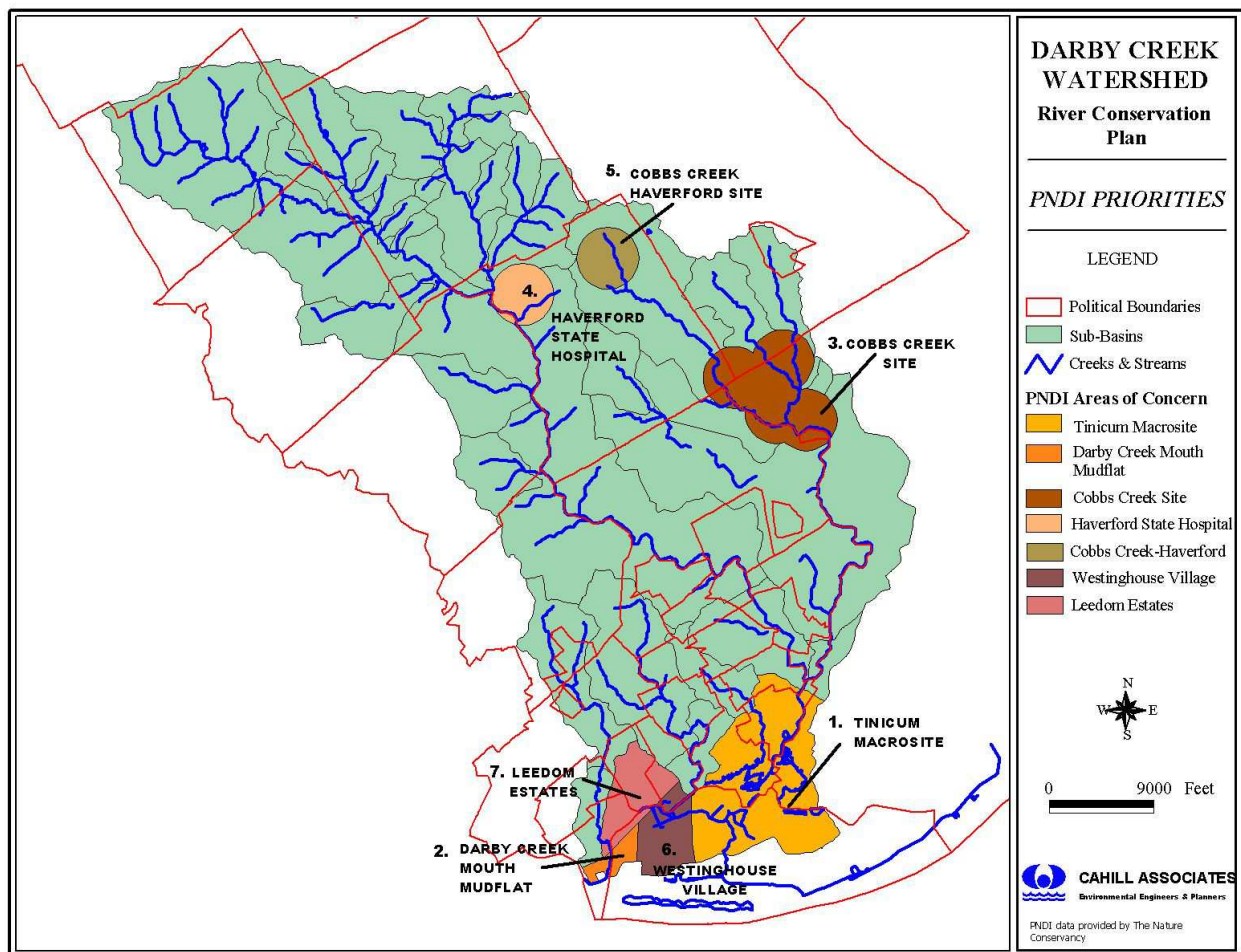 5. COBBS CREEK
HAVERFORD SITE
4.
HAVERFORD
STATE
HOSPITAL
3. COBBS CREEK
SITE
1. TINICUM
MACROSITE
7. LEEDOM
ESTATES
2. DARBY CREEK
MOUTH
MUDFLAT
6.
WESTINGHOUSE
VILLAGE
DARBY CREEK
WATERSHED
River Conservation
Plan
PNDI PRIORITIES
LEGEND
Political Boundaries
Sub-Basins
Creeks & Streams
PNDI Areas of Concern
Tinicum Macrosite
Darby Creek Mouth
Mudflat
Cobbs Creek Site
Haverford State Hospital
Cobbs Creek-Haverford
Westinghouse Village
Leedom Estates
N
W E
S
0 9000 Feet
CAHILL ASSOCIATES
Environmental Engineers & Planners
PNDI data provided by The Nature
Conservancy